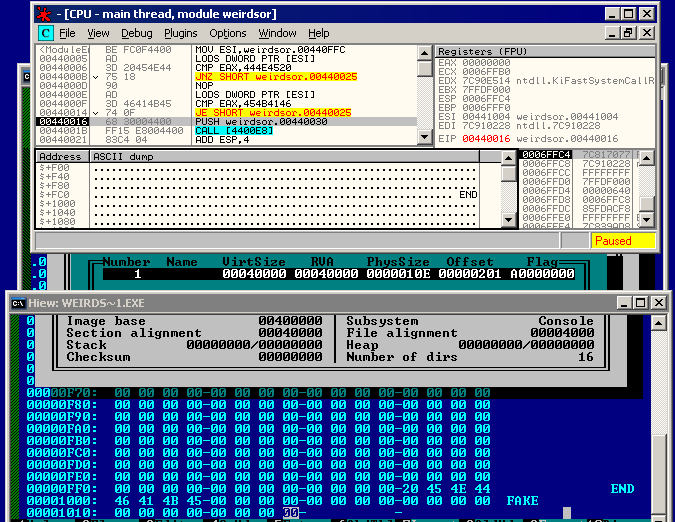 - [CPU - main thread, module weirdsor]
C File View Debug Plugins Options Window Help
<ModuleE BE FC0F4400 MOV ESI,weirdsor.00440FFC
00440005 AD LODS DWORD PTR [ESI]
00440006 3D 20454E44 CMP EAX,444E4520
0044000B 75 18 JNZ SHORT weirdsor.00440025
0044000D 90 NOP
0044000E AD LODS DWORD PTR [ESI]
0044000F 3D 46414B45 CMP EAX,454B4146
00440014 74 0F JE SHORT weirdsor.00440025
00440016 68 30004400 PUSH weirdsor.00440030
0044001B FF15 E8004400 CALL [4400E8]
00440021 83C4 04 ADD ESP,4
Registers (FPU)
EAX 00000000
ECX 0006FFB0
EDX 7C90E514 ntdll.KiFastSystemCallR
EBX 7FFDF000
ESP 0006FFC4
EBP 0006FFF0
ESI 00441004 weirdsor.00441004
EDI 7C910228 ntdll.7C910228
EIP 00440016 weirdsor.00440016
Address ASCII dump
$+F00
$+F40
$+F80
$+FC0 END
$+1000
$+1040
$+1080
0006FFC4 7C817077
0006FFC8 7C910228
0006FFCC FFFFFFFF
0006FFD0 7FFDF000
0006FFD4 00000640
0006FFD8 0006FFC8
0006FFDC 85FDACF8
0006FFE0 FFFFFFFF
0006FFE4 7C839AD8
Paused
Number Name VirtSize RVA PhysSize Offset Flag
1 00040000 00040000 0000010E 00000201 A0000000
Hiew: WEIRDS~1.EXE
Image base 00400000 Subsystem Console
Section alignment 00040000 File alignment 00004000
Stack 00000000/00000000 Heap 00000000/00000000
Checksum 00000000 Number of dirs 16
00000F70: 00 00 00 00-00 00 00 00-00 00 00 00-00 00 00 00
00000F80: 00 00 00 00-00 00 00 00-00 00 00 00-00 00 00 00
00000F90: 00 00 00 00-00 00 00 00-00 00 00 00-00 00 00 00
00000FA0: 00 00 00 00-00 00 00 00-00 00 00 00-00 00 00 00
00000FB0: 00 00 00 00-00 00 00 00-00 00 00 00-00 00 00 00
00000FC0: 00 00 00 00-00 00 00 00-00 00 00 00-00 00 00 00
00000FD0: 00 00 00 00-00 00 00 00-00 00 00 00-00 00 00 00
00000FE0: 00 00 00 00-00 00 00 00-00 00 00 00-00 00 00 00
00000FF0: 00 00 00 00-00 00 00 00-00 00 00 00-20 45 4E 44 END
00001000: 46 41 4B 45-00 00 00 00-00 00 00 00-00 00 00 00 FAKE
00001010: 00 00 00 00-00 00 00 00 00- -